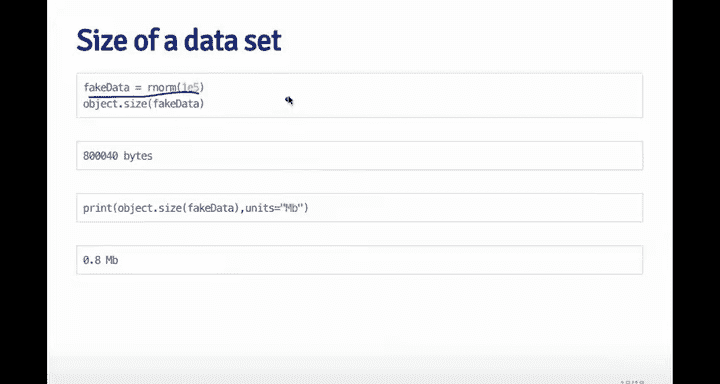 Size of a data set
fakeData = rnorm(1e5)
object.size(fakeData)
800040 bytes
print(object.size(fakeData),units="Mb")
0.8 Mb